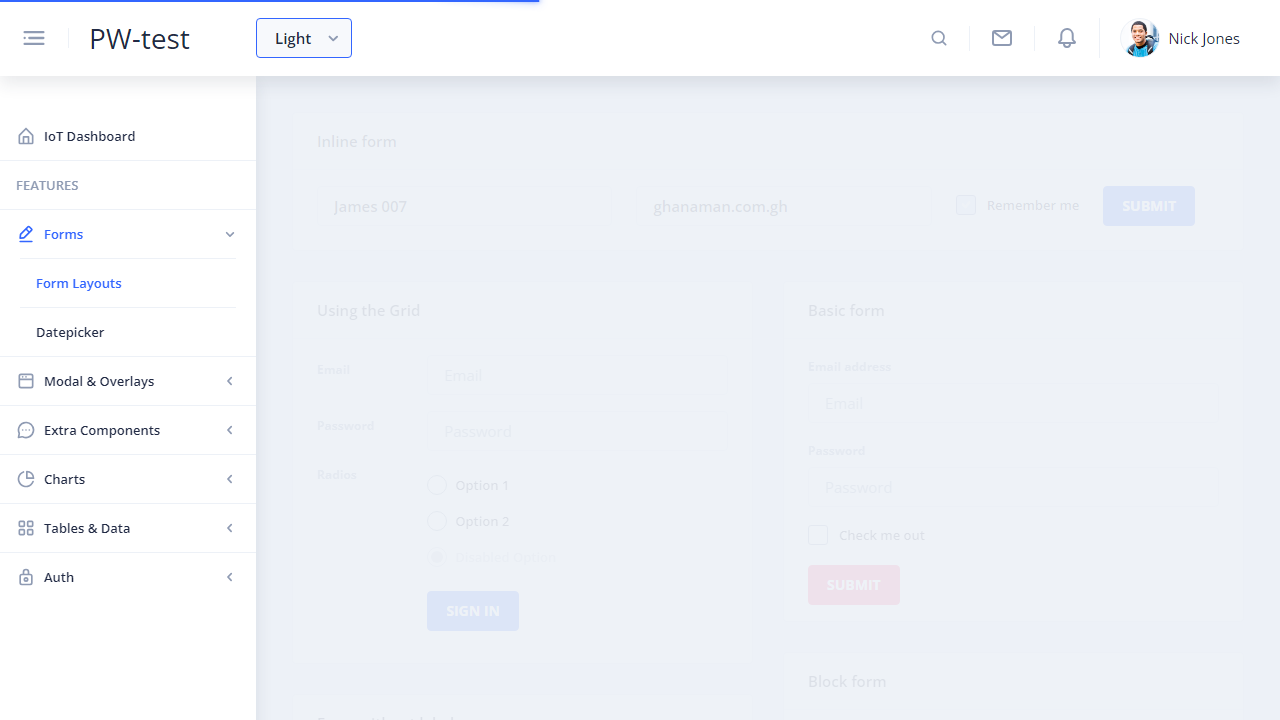 PW-test
Light
Nick Jones
IoT Dashboard
FEATURES
Forms
Form Layouts
Datepicker
Modal & Overlays
Extra Components
Charts
Tables & Data
Auth
Inline form
James 007
ghanaman.com.gh
Remember me
SUBMIT
Using the Grid
Email
Email
Password
Password
Radios
Option 1
Option 2
Disabled Option
SIGN IN
Basic form
Email address
Email
Password
Password
Check me out
SUBMIT
Block form